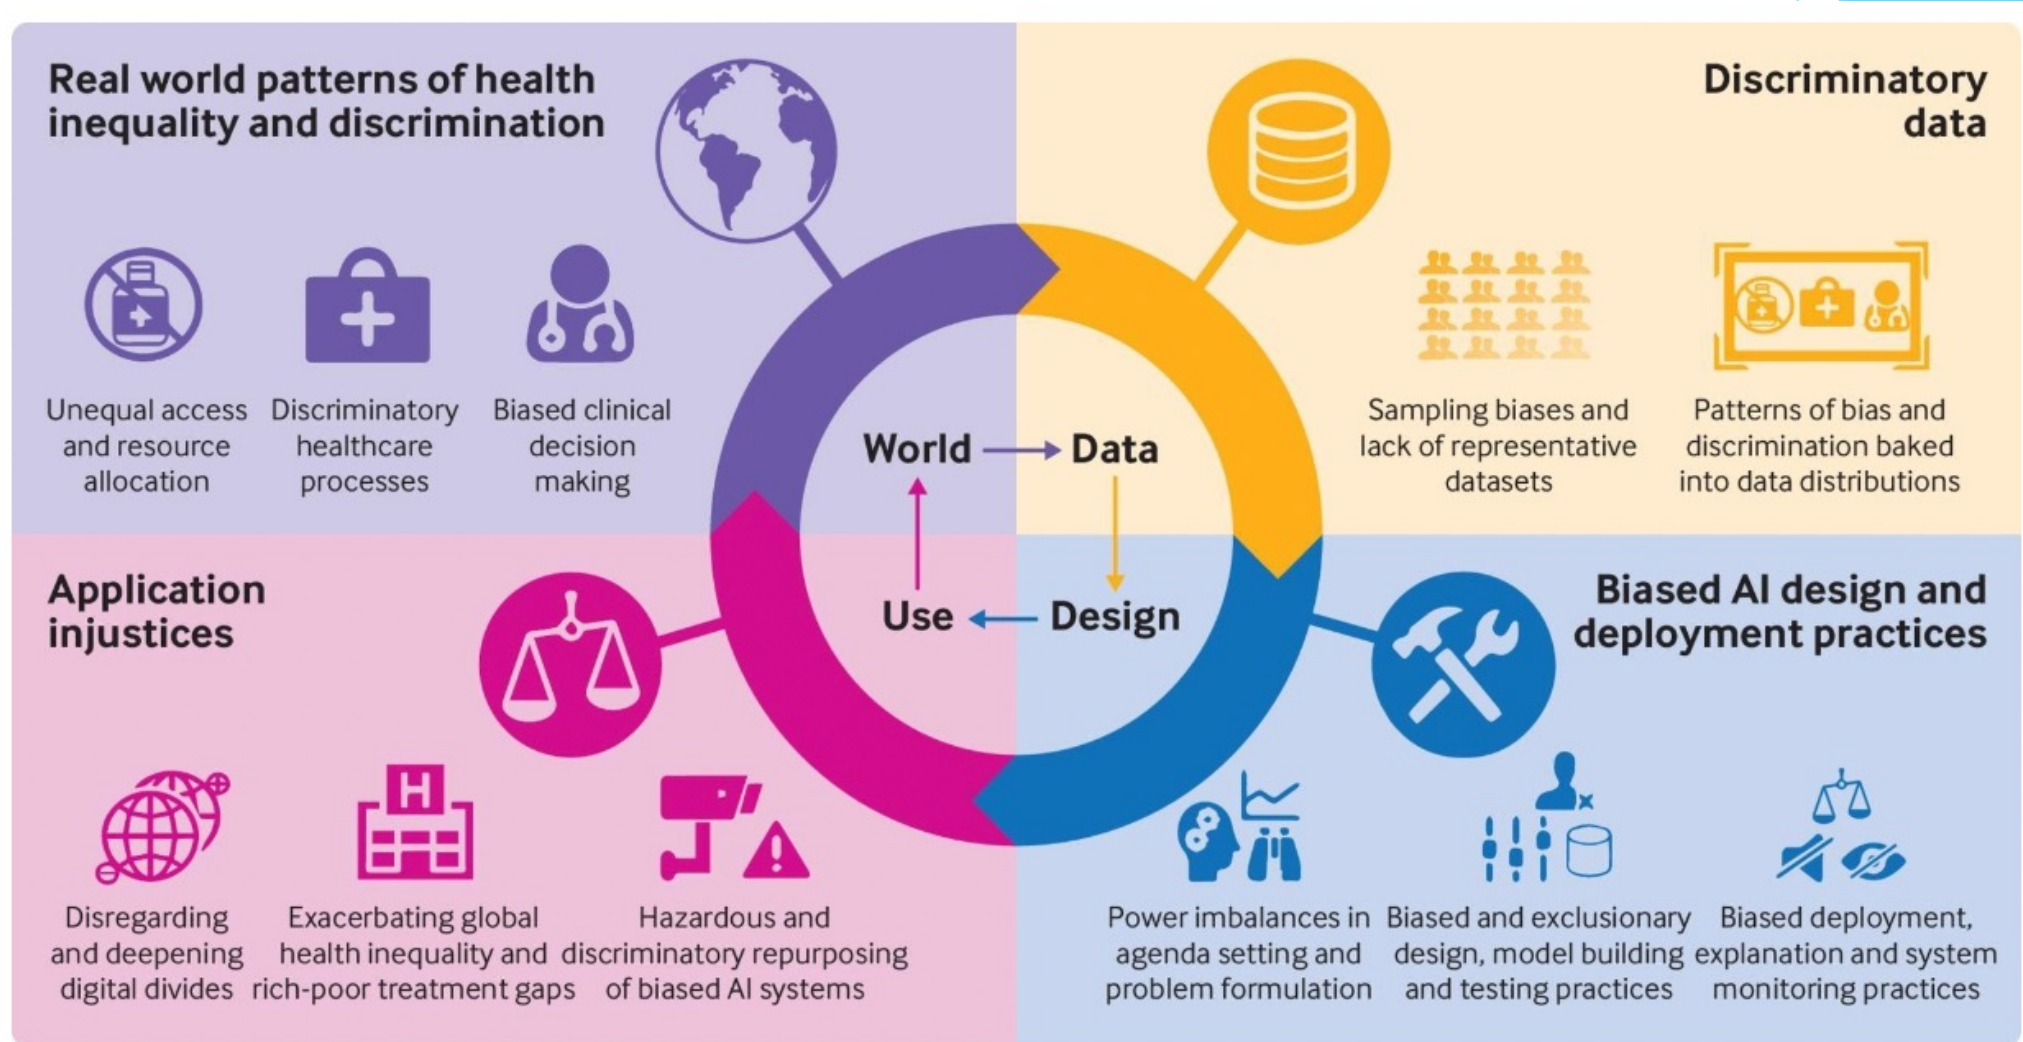 Real world patterns of health
inequality and discrimination
Unequal access
and resource
allocation
Discriminatory
healthcare
processes
Biased clinical
decision
making
Discriminatory
data
Sampling biases and
lack of representative
datasets
Patterns of bias and
discrimination baked
into data distributions
World
Data
Use
Design
Application
injustices
Disregarding
and deepening
digital divides
H
Exacerbating global
health inequality and
rich-poor treatment gaps
Hazardous and
discriminatory repurposing
of biased AI systems
Biased AI design and
deployment practices
Power imbalances in
agenda setting and
problem formulation
Biased and exclusionary
design, model building
and testing practices
Biased deployment,
explanation and system
monitoring practices